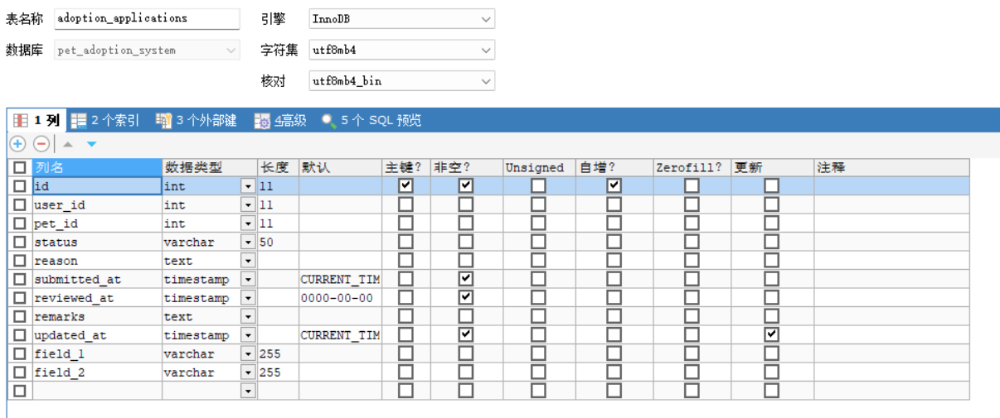 表名称 adoption_applications 引擎 InnoDB
数据库 pet_adoption_system 字符集 utf8mb4
核对 utf8mb4_bin
1 列 2 个索引 3 个外部键 4高级 5 个 SQL 预览
列名 数据类型 长度 默认 主键? 非空? Unsigned 自增? Zerofill? 更新 注释
id int 11
user_id int 11
pet_id int 11
status varchar 50
reason text
submitted_at timestamp CURRENT_TIM
reviewed_at timestamp 0000-00-00
remarks text
updated_at timestamp CURRENT_TIM
field_1 varchar 255
field_2 varchar 255